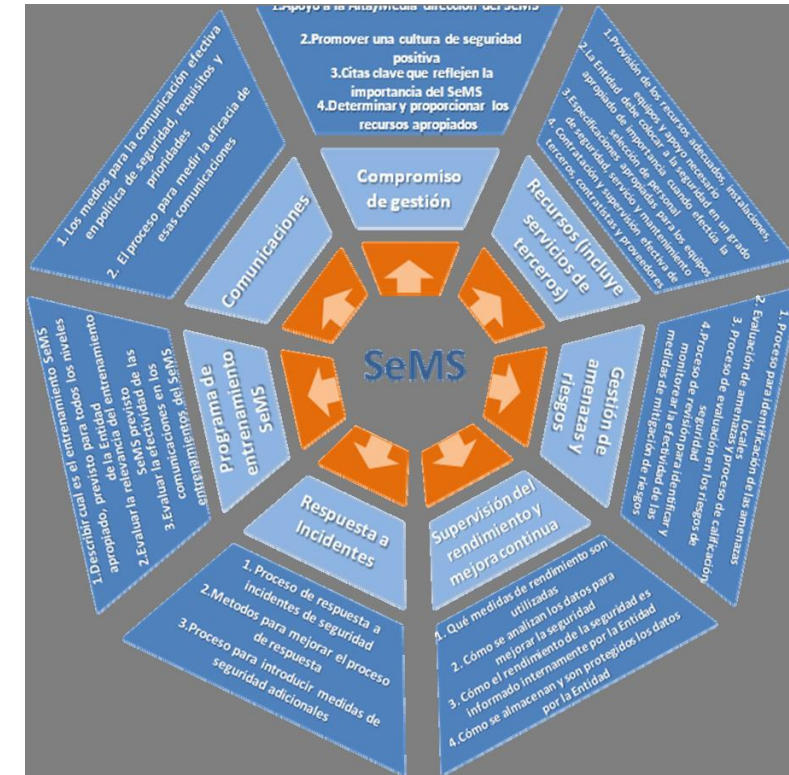 1.Apoyo a la AltayMedia dirección del SeMS
2.Promover una cultura de seguridad
positiva
3.Citas clave que reflejen la
importancia del SeMS
4.Determinar y proporcionar los
recursos apropiados
Compromiso
de gestión
1.Provisión de los recursos adecuados, instalaciones,
equipos y apoyo necesario
2.La Entidad debe colocar a la seguridad en un grado
apropiado de importancia cuando efectúa la
selección de personal
3.Especificaciones apropiadas para los equipos
de seguridad, servicio y mantenimiento
4. Contratación y supervisión efectiva de
terceros, contratistas y proveedores
Recursos (incluye
servicios de
terceros)
1. Proceso para identificación de las amenazas
locales
2. Evaluación de amenazas y proceso de calificación
3. Proceso de evaluación en los riesgos de
seguridad
4.Proceso de revisión para identificar y
monitorear la efectividad de las
medidas de mitigación de riesgos
Gestión de
amenazas y
riesgos
1. Qué medidas de rendimiento son
utilizadas
2. Cómo se analizan los datos para
mejorar la seguridad
3. Cómo el rendimiento de la seguridad es
informado internamente por la Entidad
4.Cómo se almacenan y son protegidos los datos
por la Entidad
Supervisión del
rendimiento y
mejora continua
1. Proceso de respuesta a
incidentes de seguridad
2.Metodos para mejorar el proceso
de respuesta
3.Proceso para introducir medidas de
seguridad adicionales
Respuesta a
Incidentes
1.Describir cual es el entrenamiento SeMS
apropiado, previsto para todos los niveles
de la Entidad
2.Evaluar la relevancia del entrenamiento
SeMS previsto
3.Evaluar la efectividad de las
comunicaciones en los
entrenamientos del SeMS
Programa de
entrenamiento
SeMS
1. Los medios para la comunicación efectiva
en política de seguridad, requisitos y
prioridades
2. El proceso para medir la eficacia de
esas comunicaciones
Comunicaciones
SeMS